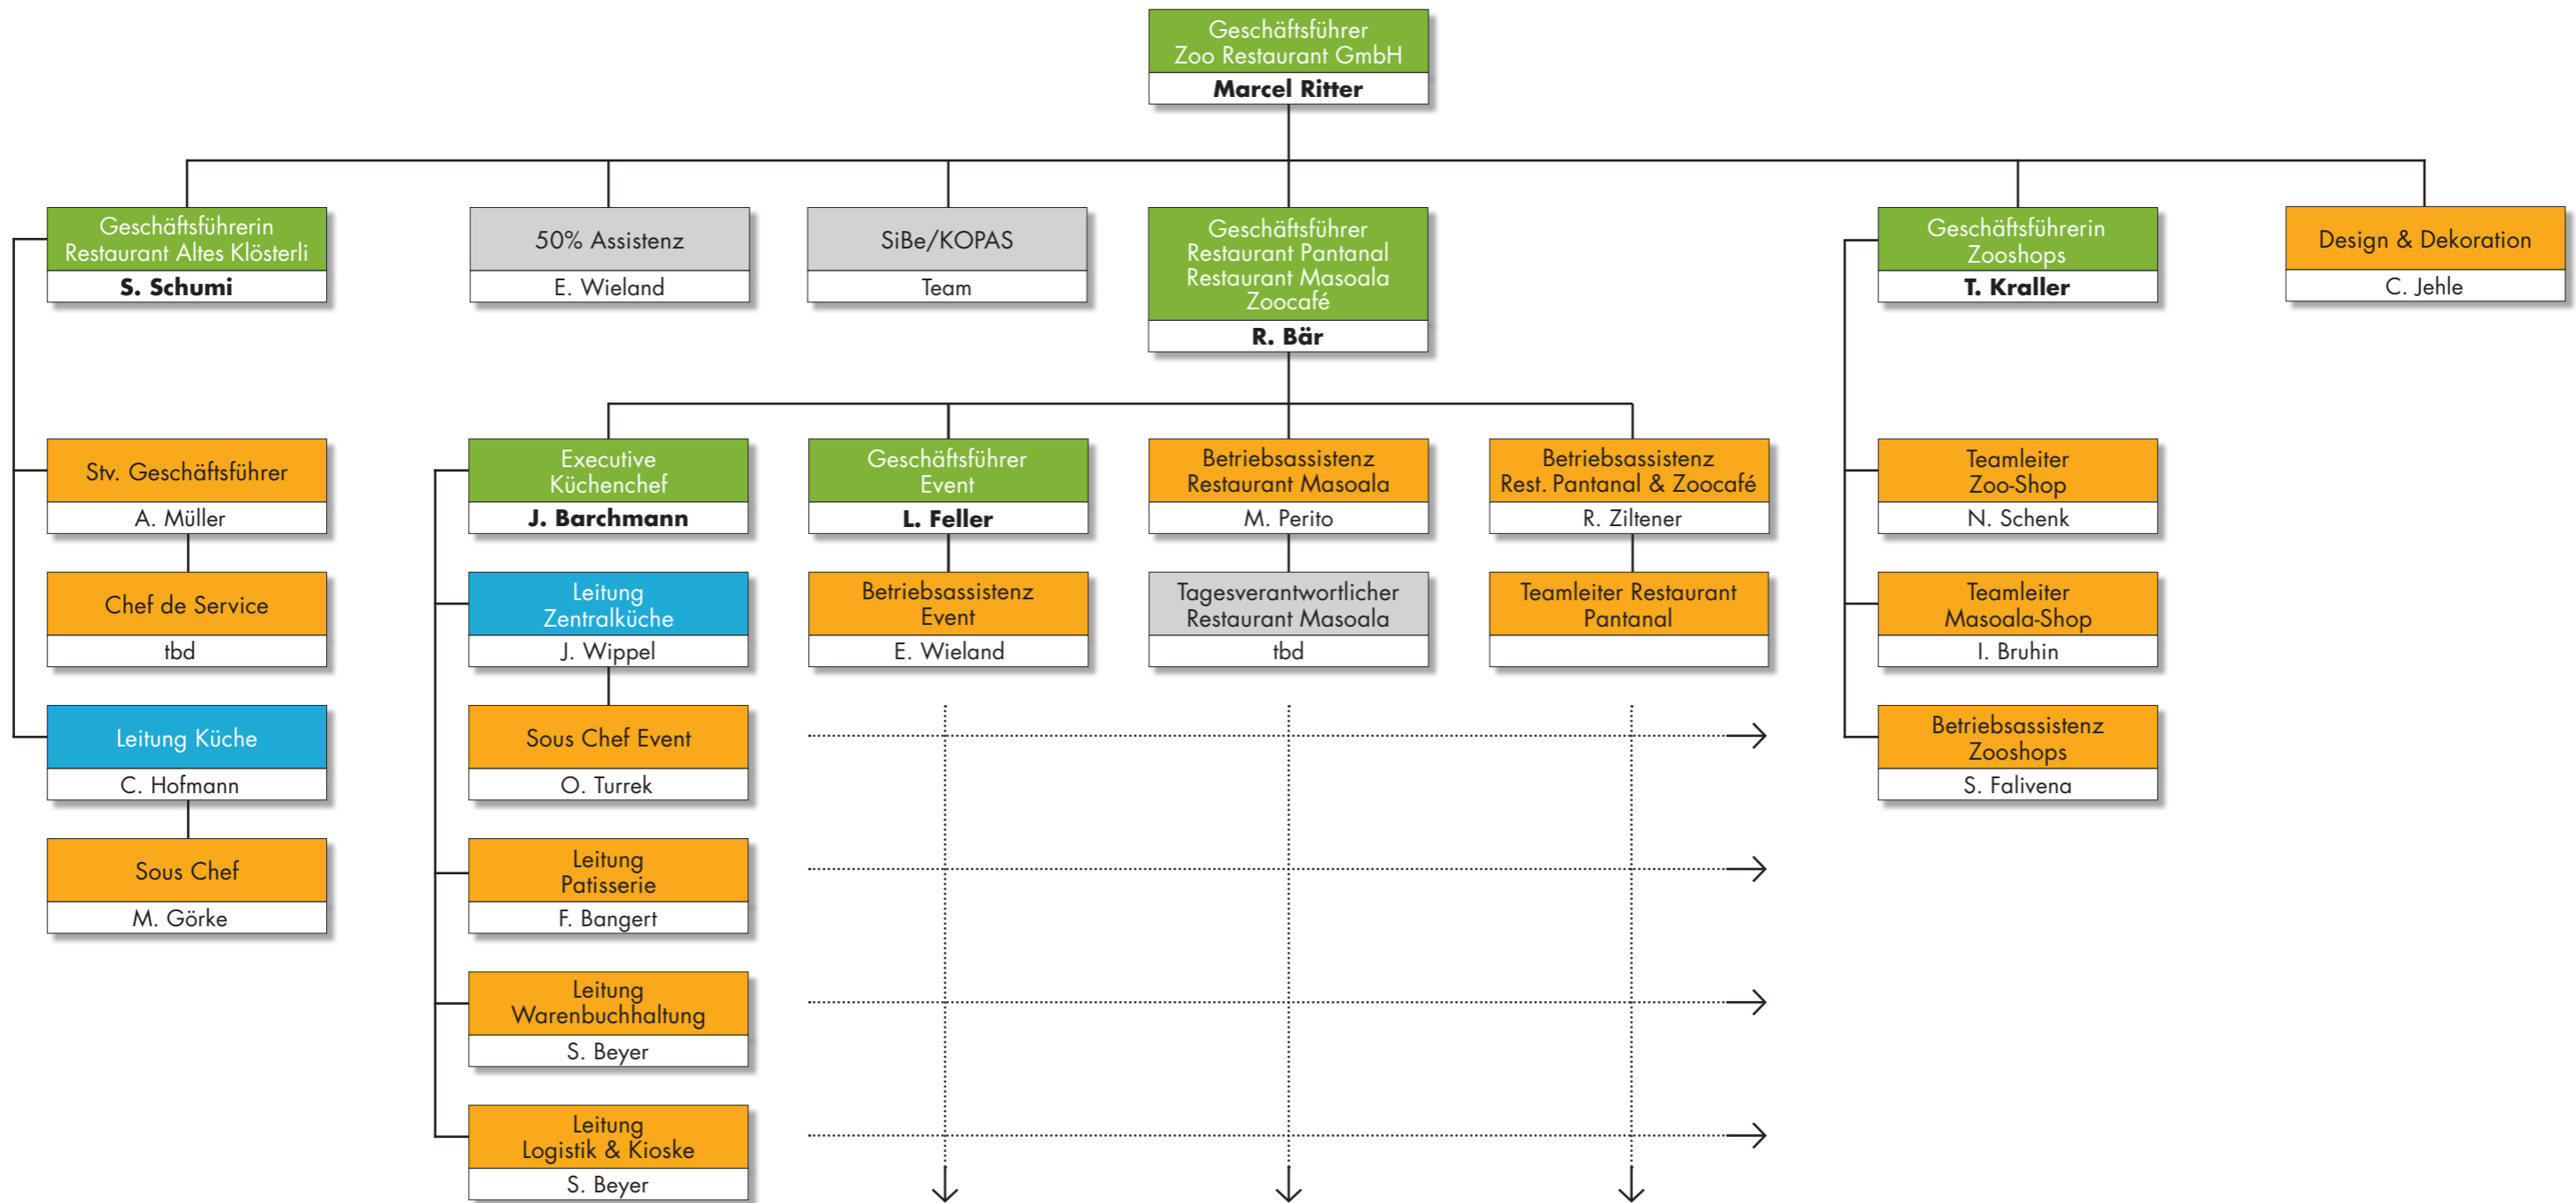 Geschäftsführer
Zoo Restaurant GmbH
Marcel Ritter
Geschäftsführerin
Restaurant Altes Klösterli
S. Schumi
50% Assistenz
E. Wieland
SiBe/KOPAS
Team
Geschäftsführer
Restaurant Pantanal
Restaurant Masoala
Zoocafé
R. Bär
Geschäftsführerin
Zooshops
T. Kraller
Design & Dekoration
C. Jehle
Stv. Geschäftsführer
A. Müller
Executive
Küchenchef
J. Barchmann
Geschäftsführer
Event
L. Feller
Betriebsassistenz
Restaurant Masoala
M. Perito
Betriebsassistenz
Rest. Pantanal & Zoocafé
R. Ziltener
Teamleiter
Zoo-Shop
N. Schenk
Chef de Service
tbd
Leitung
Zentralküche
J. Wippel
Betriebsassistenz
Event
E. Wieland
Tagesverantwortlicher
Restaurant Masoala
tbd
Teamleiter Restaurant
Pantanal
Teamleiter
Masoala-Shop
I. Bruhin
Leitung Küche
C. Hofmann
Sous Chef Event
O. Turrek
Betriebsassistenz
Zooshops
S. Falivena
Sous Chef
M. Görke
Leitung
Patisserie
F. Bangert
Leitung
Warenbuchhaltung
S. Beyer
Leitung
Logistik & Kioske
S. Beyer